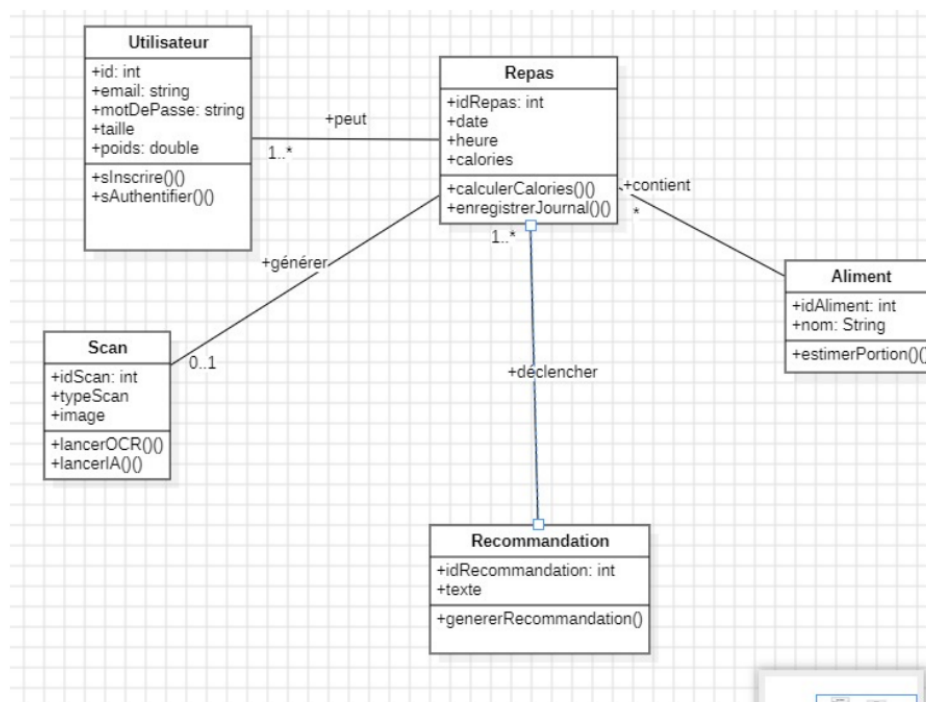 Utilisateur
+id: int
+email: string
+motDePasse: string
+taille
+poids: double
+sInscrire()()
+sAuthentifier()()
+peut
1..*
Repas
+idRepas: int
+date
+heure
+calories
+calculerCalories()()
+enregistrerJournal()()
1..*
+contient
*
Aliment
+idAliment: int
+nom: String
+estimerPortion()(
+générer
0..1
Scan
+idScan: int
+typeScan
+image
+lancerOCR()()
+lancerIA()()
+déclencher
Recommandation
+idRecommandation: int
+texte
+genererRecommandation()